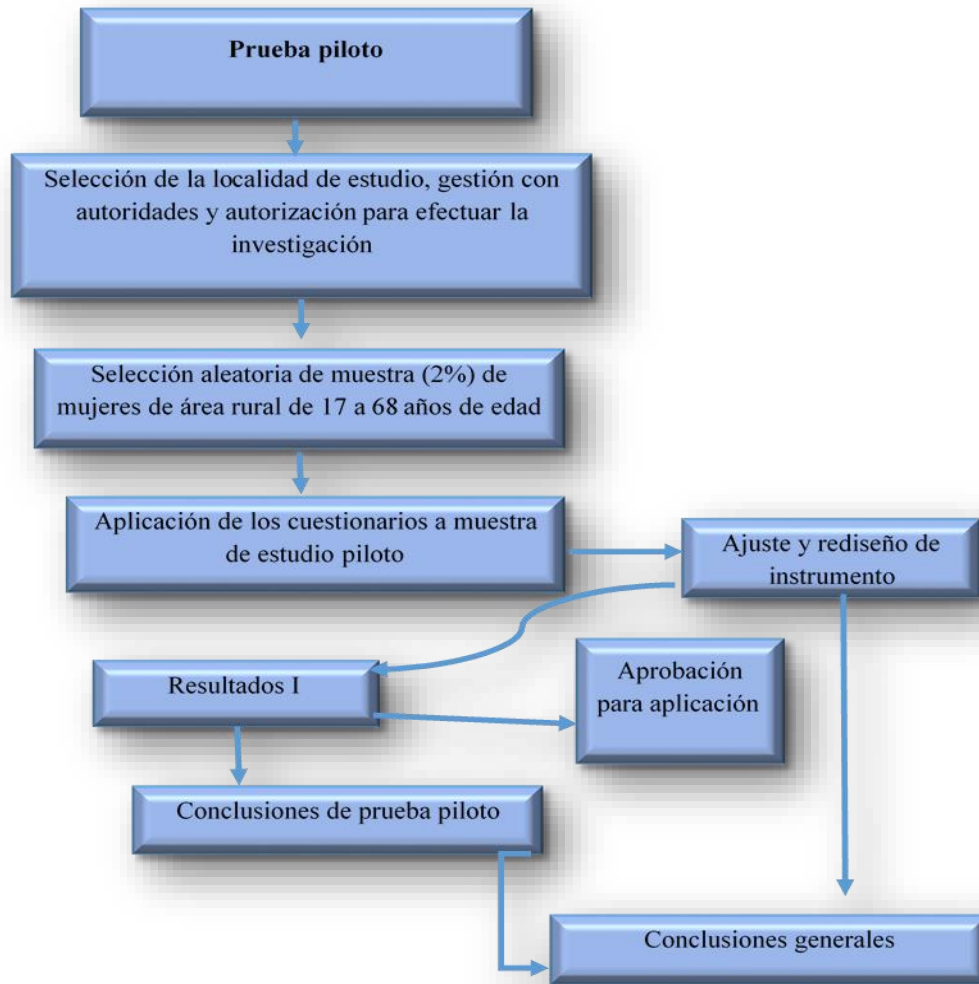 Prueba piloto
Selección de la localidad de estudio, gestión con
autoridades y autorización para efectuar la
investigación
Selección aleatoria de muestra (2%) de
mujeres de área rural de 17 a 68 años de edad
Aplicación de los cuestionarios a muestra
de estudio piloto
Ajuste y rediseño de
instrumento
Resultados I
Aprobación
para aplicación
Conclusiones de prueba piloto
Conclusiones generales